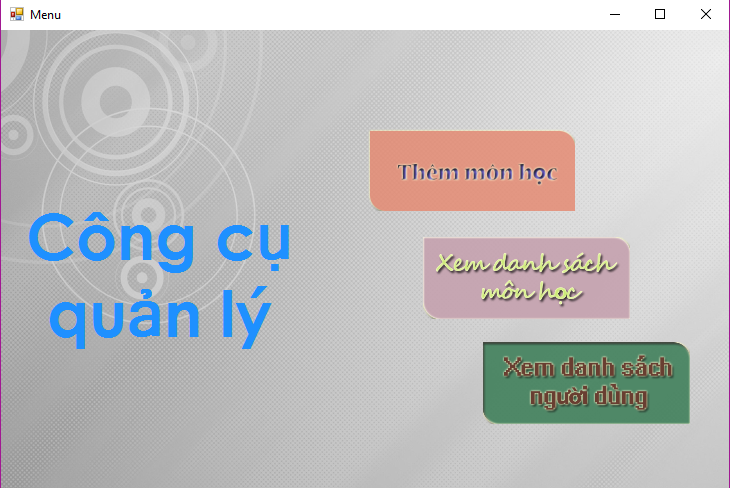 Menu
Công cụ
quản lý
Thêm môn học
Xem danh sách
môn học
Xem danh sách
người dùng